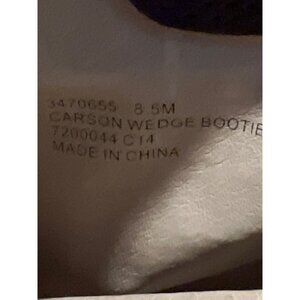 3470655 8.5M
CARSON WEDGE BOOTIE
7200044 C14
MADE IN CHINA